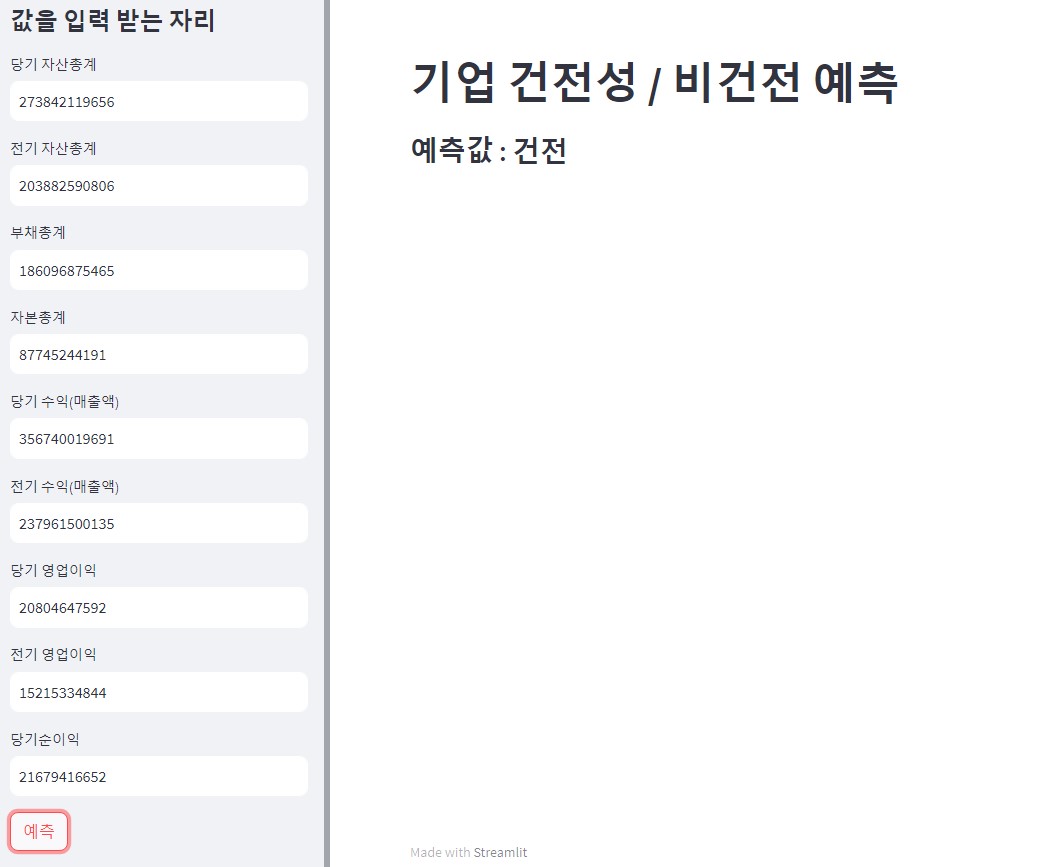 값을 입력 받는 자리
당기 자산총계
273842119656
전기 자산총계
203882590806
부채총계
186096875465
자본총계
87745244191
당기 수익(매출액)
356740019691
전기 수익(매출액)
237961500135
당기 영업이익
20804647592
전기 영업이익
15215334844
당기순이익
21679416652
예측
기업 건전성 / 비건전 예측
예측값 : 건전
Made with Streamlit